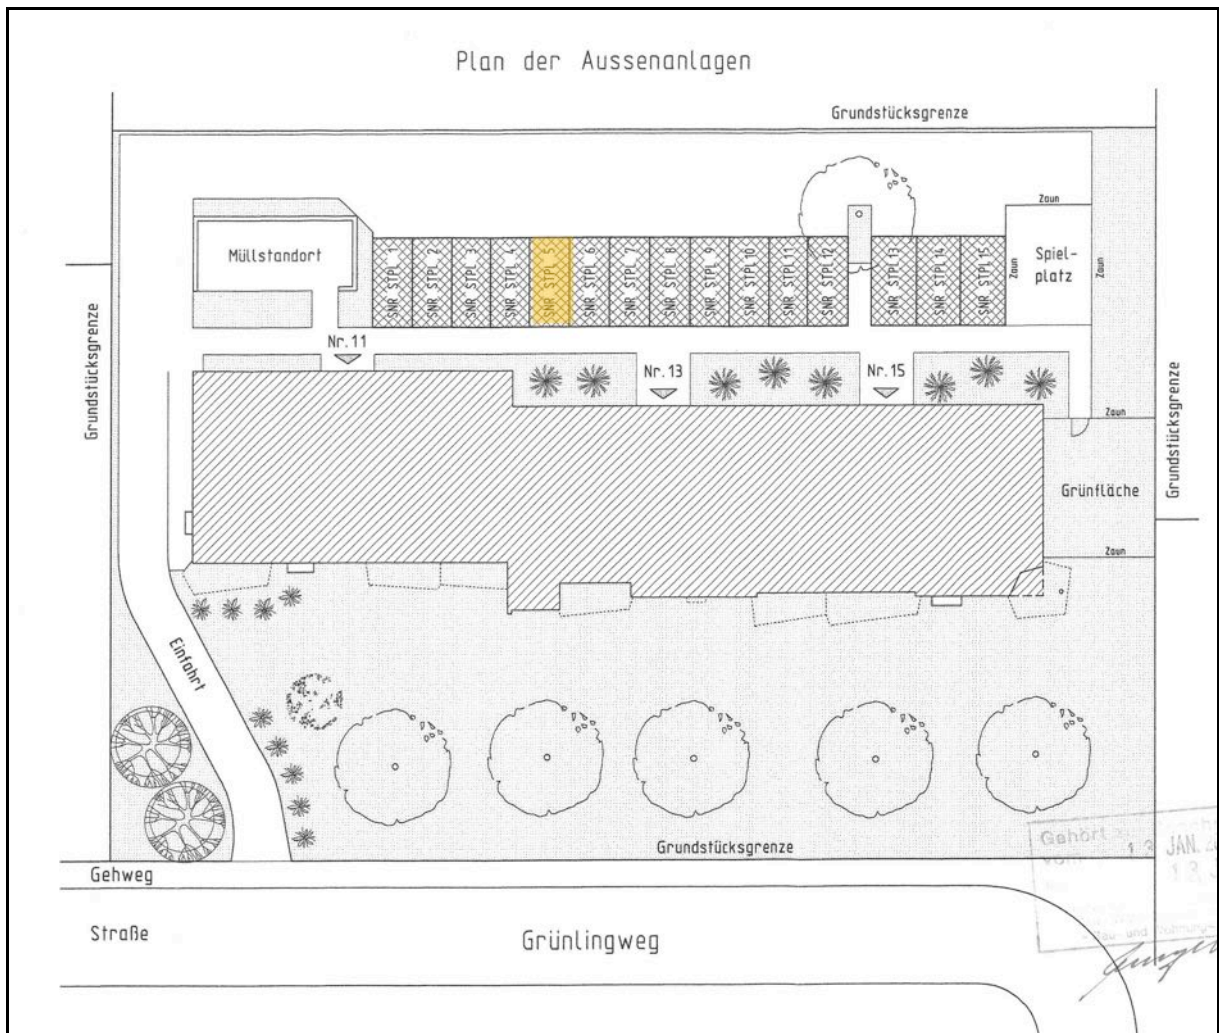 Plan der Aussenanlagen
Grundstücksgrenze
Zaun
Müllstandort
SNR STPL 1
SNR STPL 2
SNR STPL 3
SNR STPL 4
SNR STPL 5
SNR STPL 6
SNR STPL 7
SNR STPL 8
SNR STPL 9
SNR STPL 10
SNR STPL 11
SNR STPL 12
SNR STPL 13
SNR STPL 14
SNR STPL 15
Zaun
Spiel-
platz
Zaun
Grundstücksgrenze
Nr. 11
Nr. 13
Nr. 15
Zaun
Grundstücksgrenze
Grünfläche
Zaun
Einfahrt
Grundstücksgrenze
Gehört
vom 13 JAN.
Gehweg
Straße
Grünlingweg
Bau- und